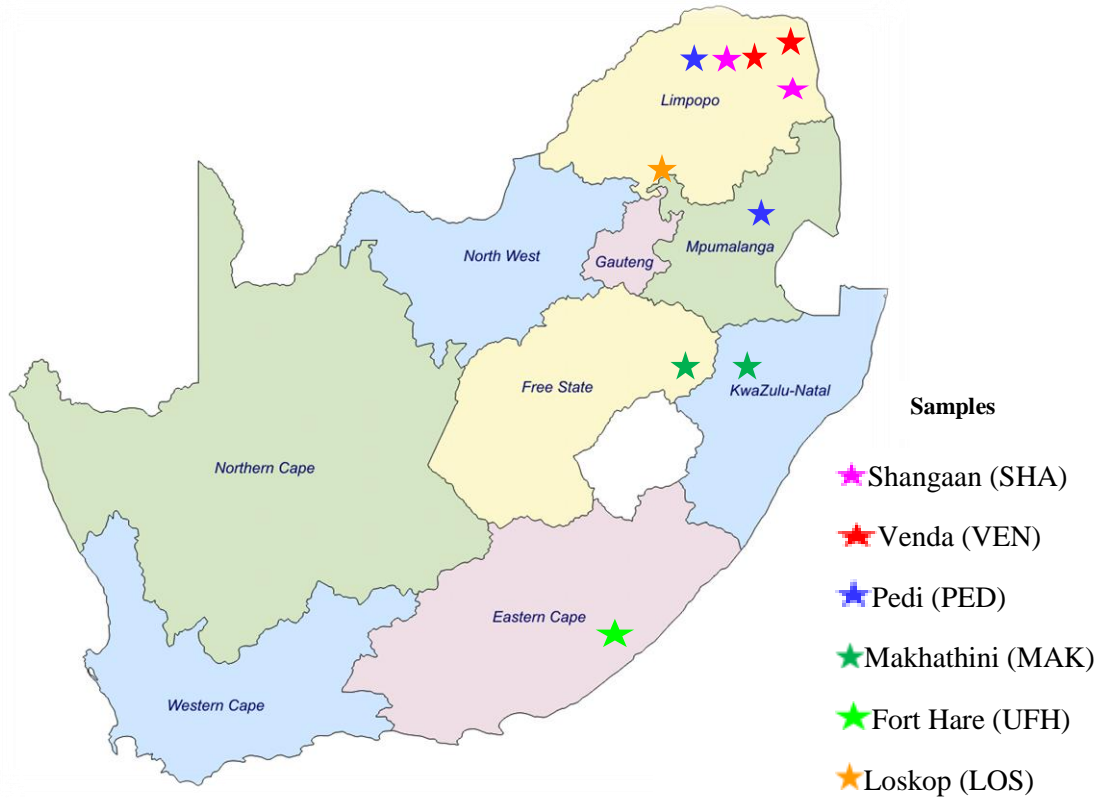 Limpopo
North West
Gauteng
Mpumalanga
Free State
KwaZulu-Natal
Northern Cape
Eastern Cape
Western Cape
Samples
Shangaan (SHA)
Venda (VEN)
Pedi (PED)
Makhathini (MAK)
Fort Hare (UFH)
Loskop (LOS)